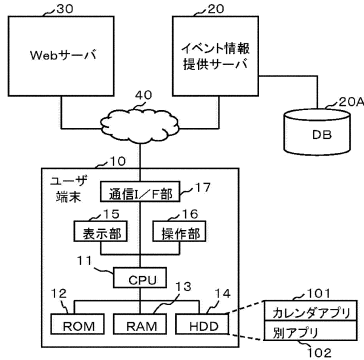 30
Webサーバ
20
イベント情報
提供サーバ
40
20A
DB
10
ユーザ
端末
通信I／F部
17
15
表示部
16
操作部
11
CPU
12
ROM
13
RAM
14
HDD
101
カレンダアプリ
別アプリ
102